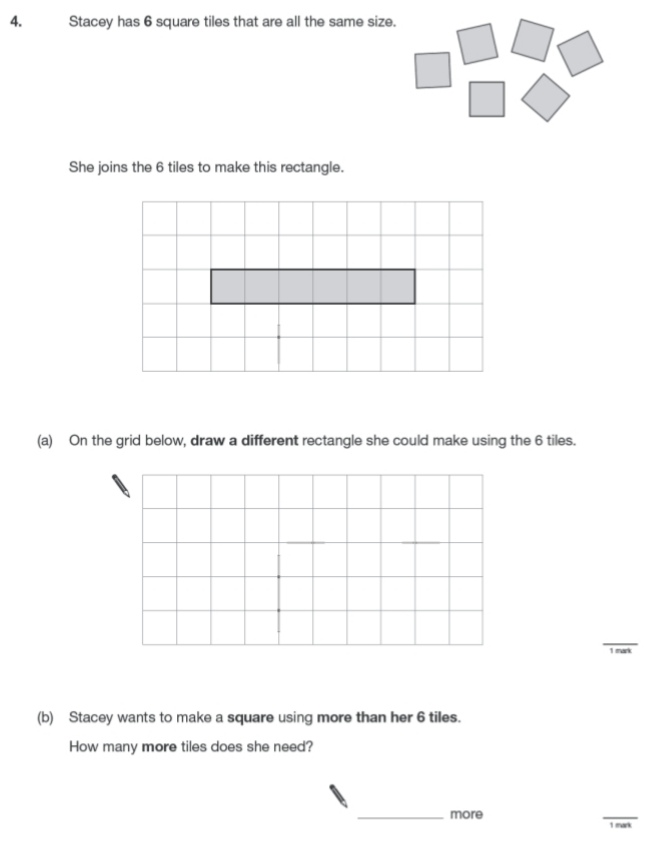 4. Stacey has 6 square tiles that are all the same size.
She joins the 6 tiles to make this rectangle.
(a) On the grid below, draw a different rectangle she could make using the 6 tiles.
1 mark
(b) Stacey wants to make a square using more than her 6 tiles.
How many more tiles does she need?
________ more
1 mark